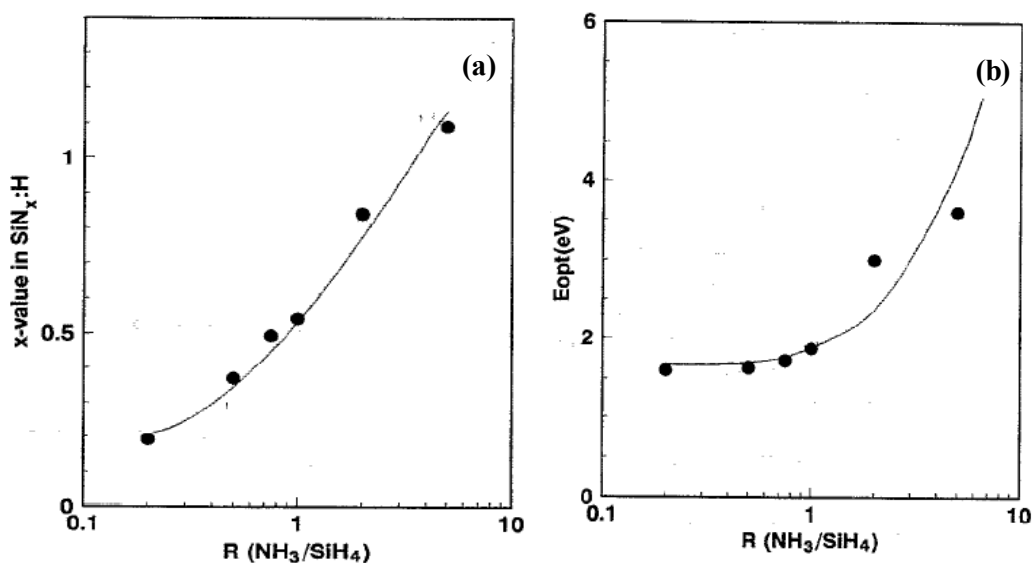 (a)
x-value in SiNx:H
1
0.5
0
0.1
1
10
R (NH3/SiH4)
(b)
Eopt(eV)
6
4
2
0
0.1
1
10
R (NH3/SiH4)